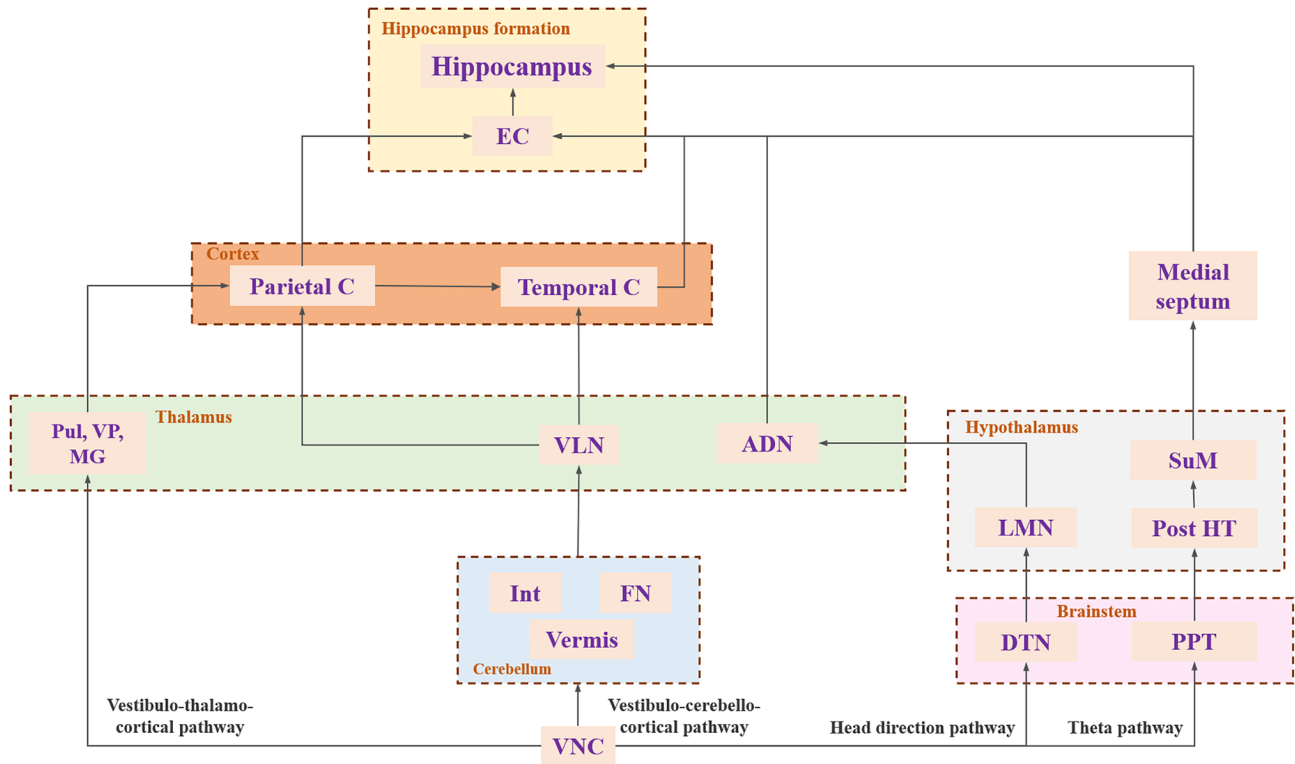 Hippocampus formation
Hippocampus
EC
Cortex
Parietal C
Temporal C
Medial
septum
Thalamus
Pul, VP,
MG
VLN
ADN
Hypothalamus
SuM
LMN
Post HT
Int
FN
Vermis
Cerebellum
Brainstem
DTN
PPT
Vestibulo-thalamo-
cortical pathway
Vestibulo-cerebello-
cortical pathway
Head direction pathway
Theta pathway
VNC